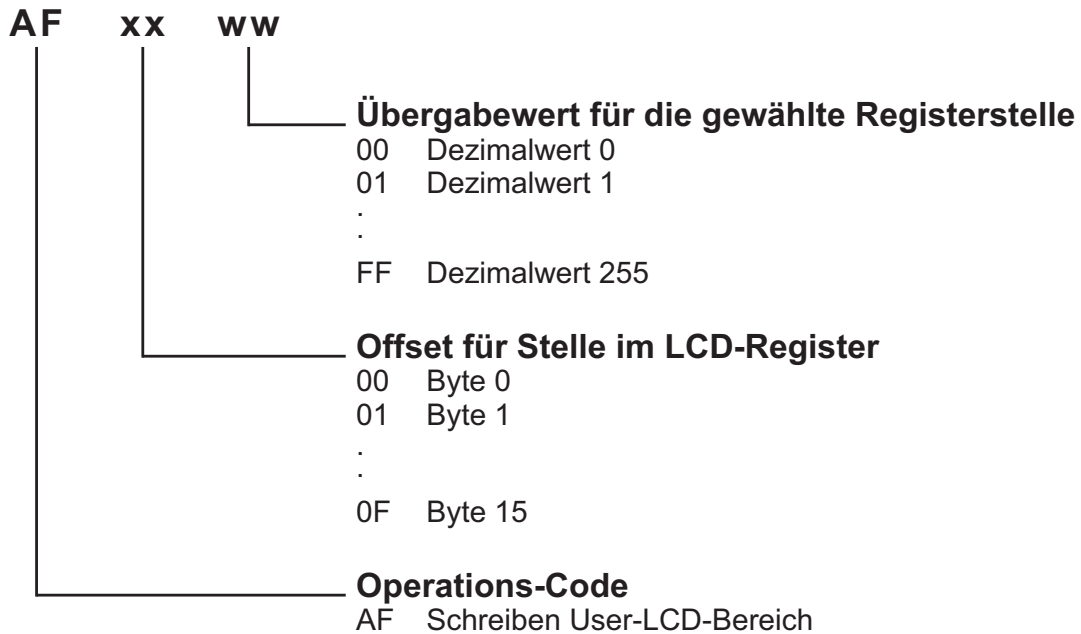 AF xx ww
Übergabewert für die gewählte Registerstelle
00 Dezimalwert 0
01 Dezimalwert 1
.
.
FF Dezimalwert 255
Offset für Stelle im LCD-Register
00 Byte 0
01 Byte 1
.
.
0F Byte 15
Operations-Code
AF Schreiben User-LCD-Bereich